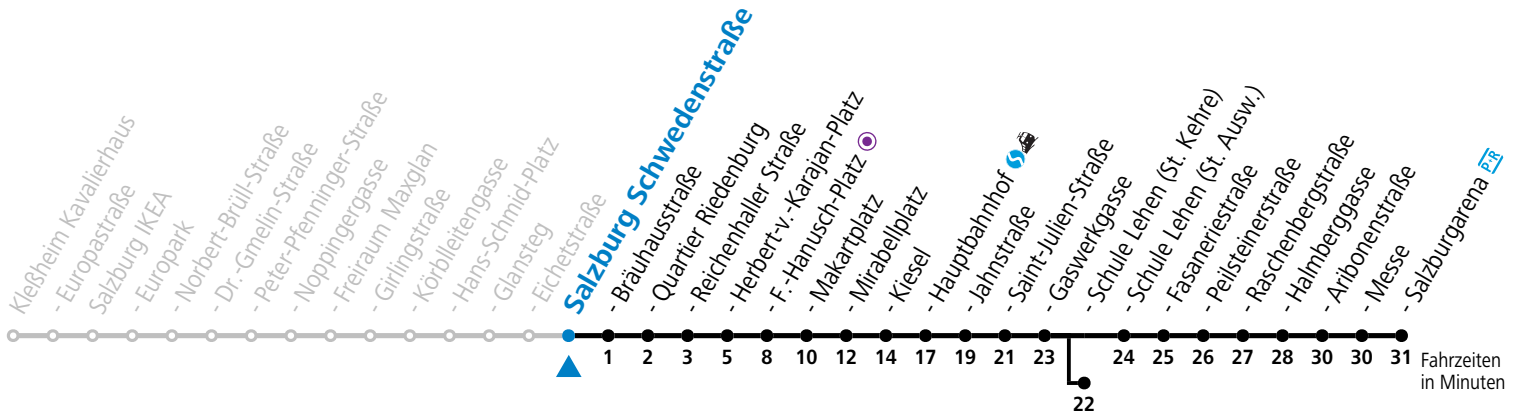 Kleßheim Kavalierhaus
- Europastraße
Salzburg IKEA
- Europark
- Norbert-Brüll-Straße
- Dr.-Gmelin-Straße
- Peter-Pfenninger-Straße
- Noppingergasse
- Freiraum Maxglan
- Girlingstraße
- Körblleitengasse
- Hans-Schmid-Platz
- Glansteg
- Eichetstraße
Salzburg Schwedenstraße
- Bräuhausstraße
- Quartier Riedenburg
- Reichenhaller Straße
- Herbert-v.-Karajan-Platz
- F.-Hanusch-Platz
- Makartplatz
- Mirabellplatz
- Kiesel
- Hauptbahnhof
- Jahnstraße
- Saint-Julien-Straße
- Gaswerkgasse
- Schule Lehen (St. Kehre)
- Schule Lehen (St. Ausw.)
- Fasaneriestraße
- Peilsteinerstraße
- Raschenbergstraße
- Halmberggasse
- Aribonenstraße
- Messe
- Salzburgarena P+R
1 2 3 5 8 10 12 14 17 19 21 23 24 25 26 27 28 30 30 31 Fahrzeiten
in Minuten
22